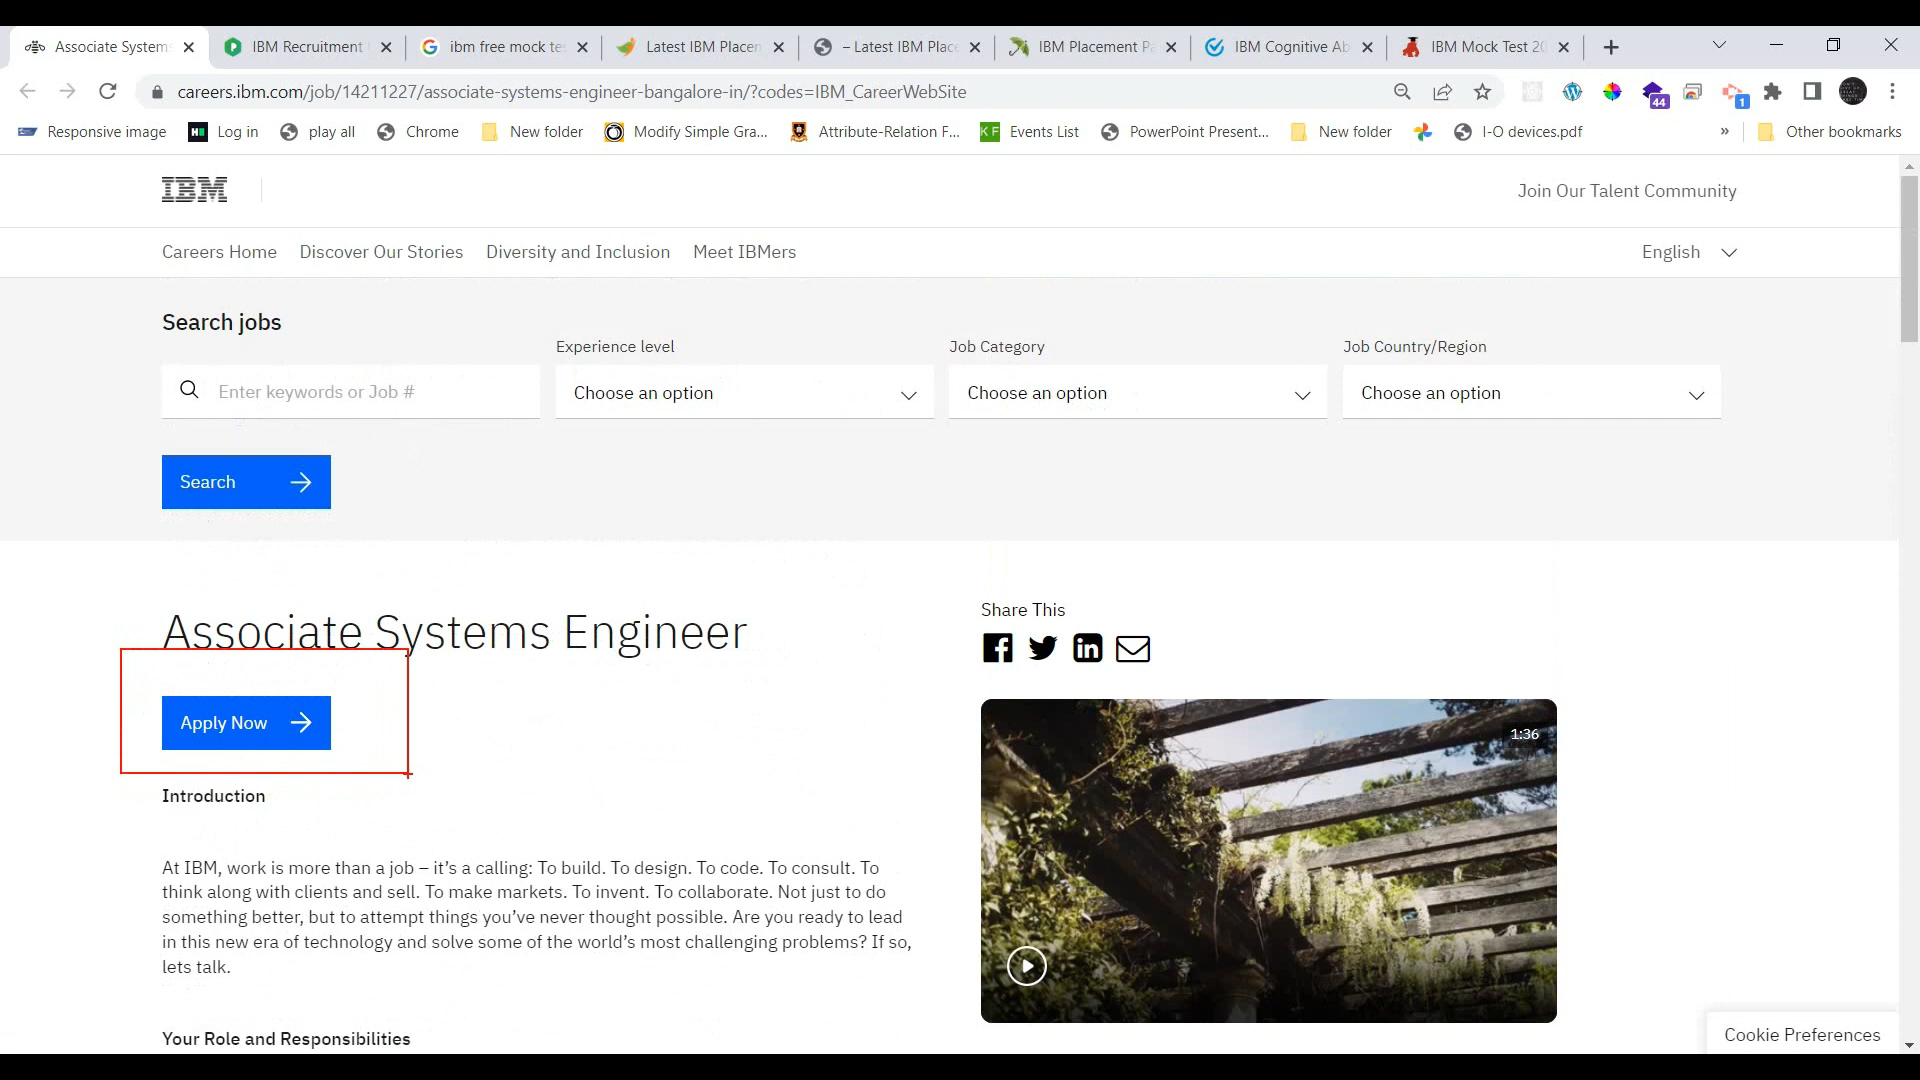 Associate Systems
IBM Recruitment
ibm free mock te
Latest IBM Placen
– Latest IBM Plac
IBM Placement P
IBM Cognitive Ab
IBM Mock Test 20
careers.ibm.com/job/14211227/associate-systems-engineer-bangalore-in/?codes=IBM_CareerWebSite
44
1
Responsive image
Log in
play all
Chrome
New folder
Modify Simple Gra...
Attribute-Relation F...
KF
Events List
PowerPoint Present...
New folder
I-O devices.pdf
»
Other bookmarks
IBM
Join Our Talent Community
Careers Home
Discover Our Stories
Diversity and Inclusion
Meet IBMers
English
Search jobs
Experience level
Job Category
Job Country/Region
Enter keywords or Job #
Choose an option
Choose an option
Choose an option
Search
Associate Systems Engineer
Share This
Apply Now
1:36
Introduction
At IBM, work is more than a job – it’s a calling: To build. To design. To code. To consult. To
think along with clients and sell. To make markets. To invent. To collaborate. Not just to do
something better, but to attempt things you’ve never thought possible. Are you ready to lead
in this new era of technology and solve some of the world’s most challenging problems? If so,
lets talk.
Your Role and Responsibilities
Cookie Preferences